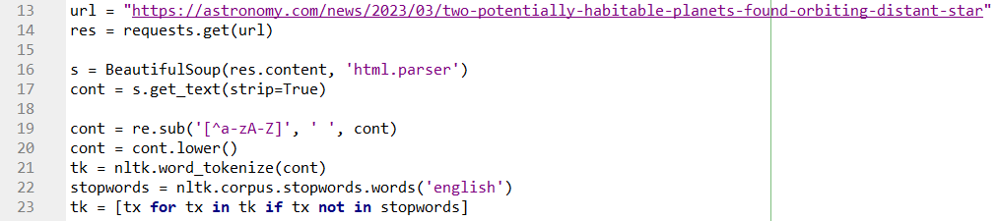 13 url = "https://astronomy.com/news/2023/03/two-potentially-habitable-planets-found-orbiting-distant-star"
14 res = requests.get(url)
15
16 s = BeautifulSoup(res.content, 'html.parser')
17 cont = s.get_text(strip=True)
18
19 cont = re.sub('[^a-zA-Z]', ' ', cont)
20 cont = cont.lower()
21 tk = nltk.word_tokenize(cont)
22 stopwords = nltk.corpus.stopwords.words('english')
23 tk = [tx for tx in tk if tx not in stopwords]